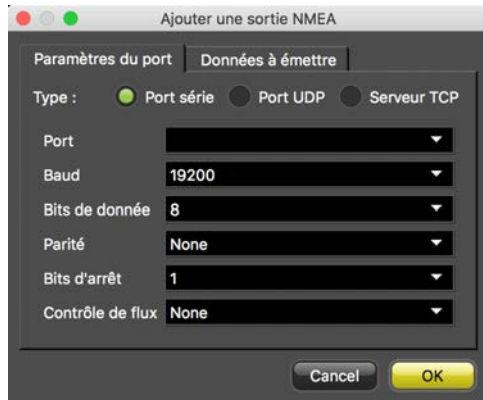 Ajouter une sortie NMEA
Paramètres du port Données à émettre
Type : Port série Port UDP Serveur TCP
Port
Baud 19200
Bits de donnée 8
Parité None
Bits d'arrêt 1
Contrôle de flux None
Cancel OK